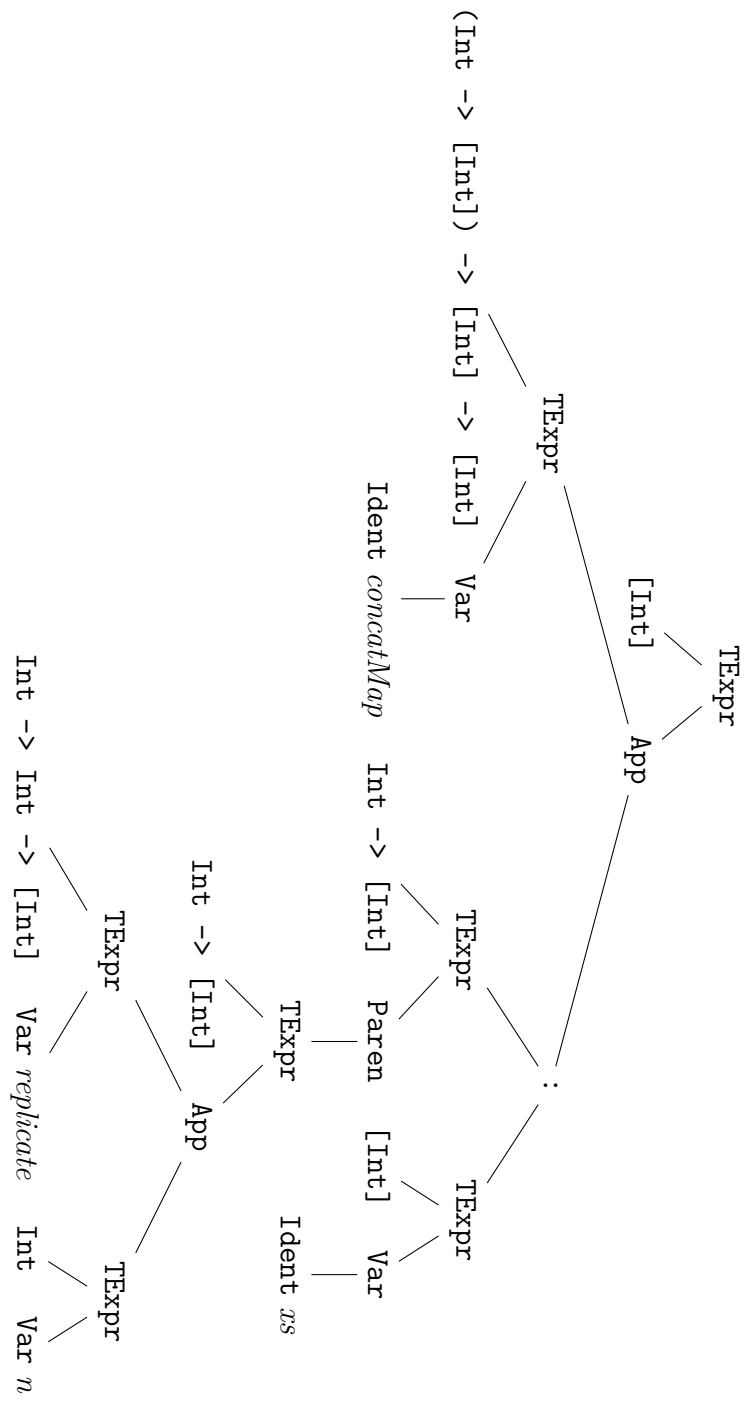 TExpr
[Int]
App
TExpr
:
(Int -> [Int]) -> [Int] -> [Int]
Var
TExpr
TExpr
Ident concatMap
Int -> [Int]
Paren
[Int]
Var
TExpr
Ident xs
Int -> [Int]
App
TExpr
TExpr
Int -> Int -> [Int]
Var replicate
Int
Var n